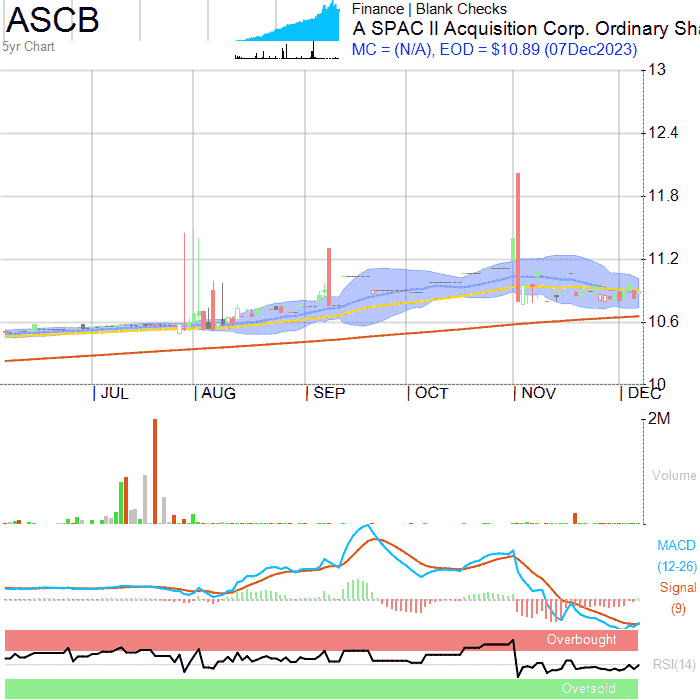 ASCB
5yr Chart
Finance | Blank Checks
A SPAC II Acquisition Corp. Ordinary Sha
MC = (N/A), EOD = $10.89 (07Dec2023)
13
12.4
11.8
11.2
10.6
10
JUL AUG SEP OCT NOV DEC
2M
Volume
MACD
(12-26)
Signal
(9)
Overbought
RSI(14)
Oversold